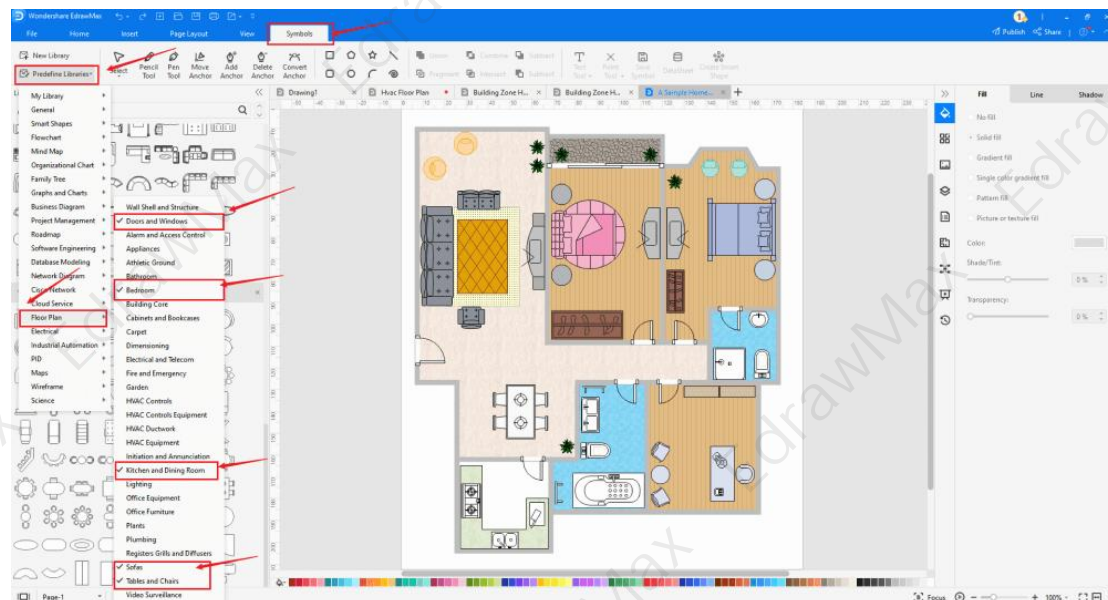 Wondershare EdrawMax
File Home Insert Page Layout View Symbols
Publish Share
New Library
Predefine Libraries
Select
Pencil Tool
Pen Tool
Move Anchor
Add Anchor
Delete Anchor
Convert Anchor
Union Combine Subtract
Fragment Intersect Subtract
Text Tool
Point Tool
Save Symbol
DataSheet
Create Smart Shape
Drawing1
Hvac Floor Plan
Building Zone H...
Building Zone H...
A Sample Home...
My Library
General
Smart Shapes
Flowchart
Mind Map
Organizational Chart
Family Tree
Graphs and Charts
Business Diagram
Project Management
Roadmap
Software Engineering
Database Modeling
Network Diagram
Cisco Network
Cloud Service
Floor Plan
Electrical
Industrial Automation
PID
Maps
Wireframe
Science
Wall Shell and Structure
Doors and Windows
Alarm and Access Control
Appliances
Athletic Ground
Bathroom
Bedroom
Building Core
Cabinets and Bookcases
Carpet
Dimensioning
Electrical and Telecom
Fire and Emergency
Garden
HVAC Controls
HVAC Controls Equipment
HVAC Ductwork
HVAC Equipment
Initiation and Annunciation
Kitchen and Dining Room
Lighting
Office Equipment
Office Furniture
Plants
Plumbing
Registers Grills and Diffusers
Sofas
Tables and Chairs
Video Surveillance
Fill Line Shadow
No fill
Solid fill
Gradient fill
Single color gradient fill
Pattern fill
Picture or texture fill
Color:
Shade/Tint:
0 %
Transparency:
0 %
Page-1
Focus
100%
EdrawMax
EdrawMax